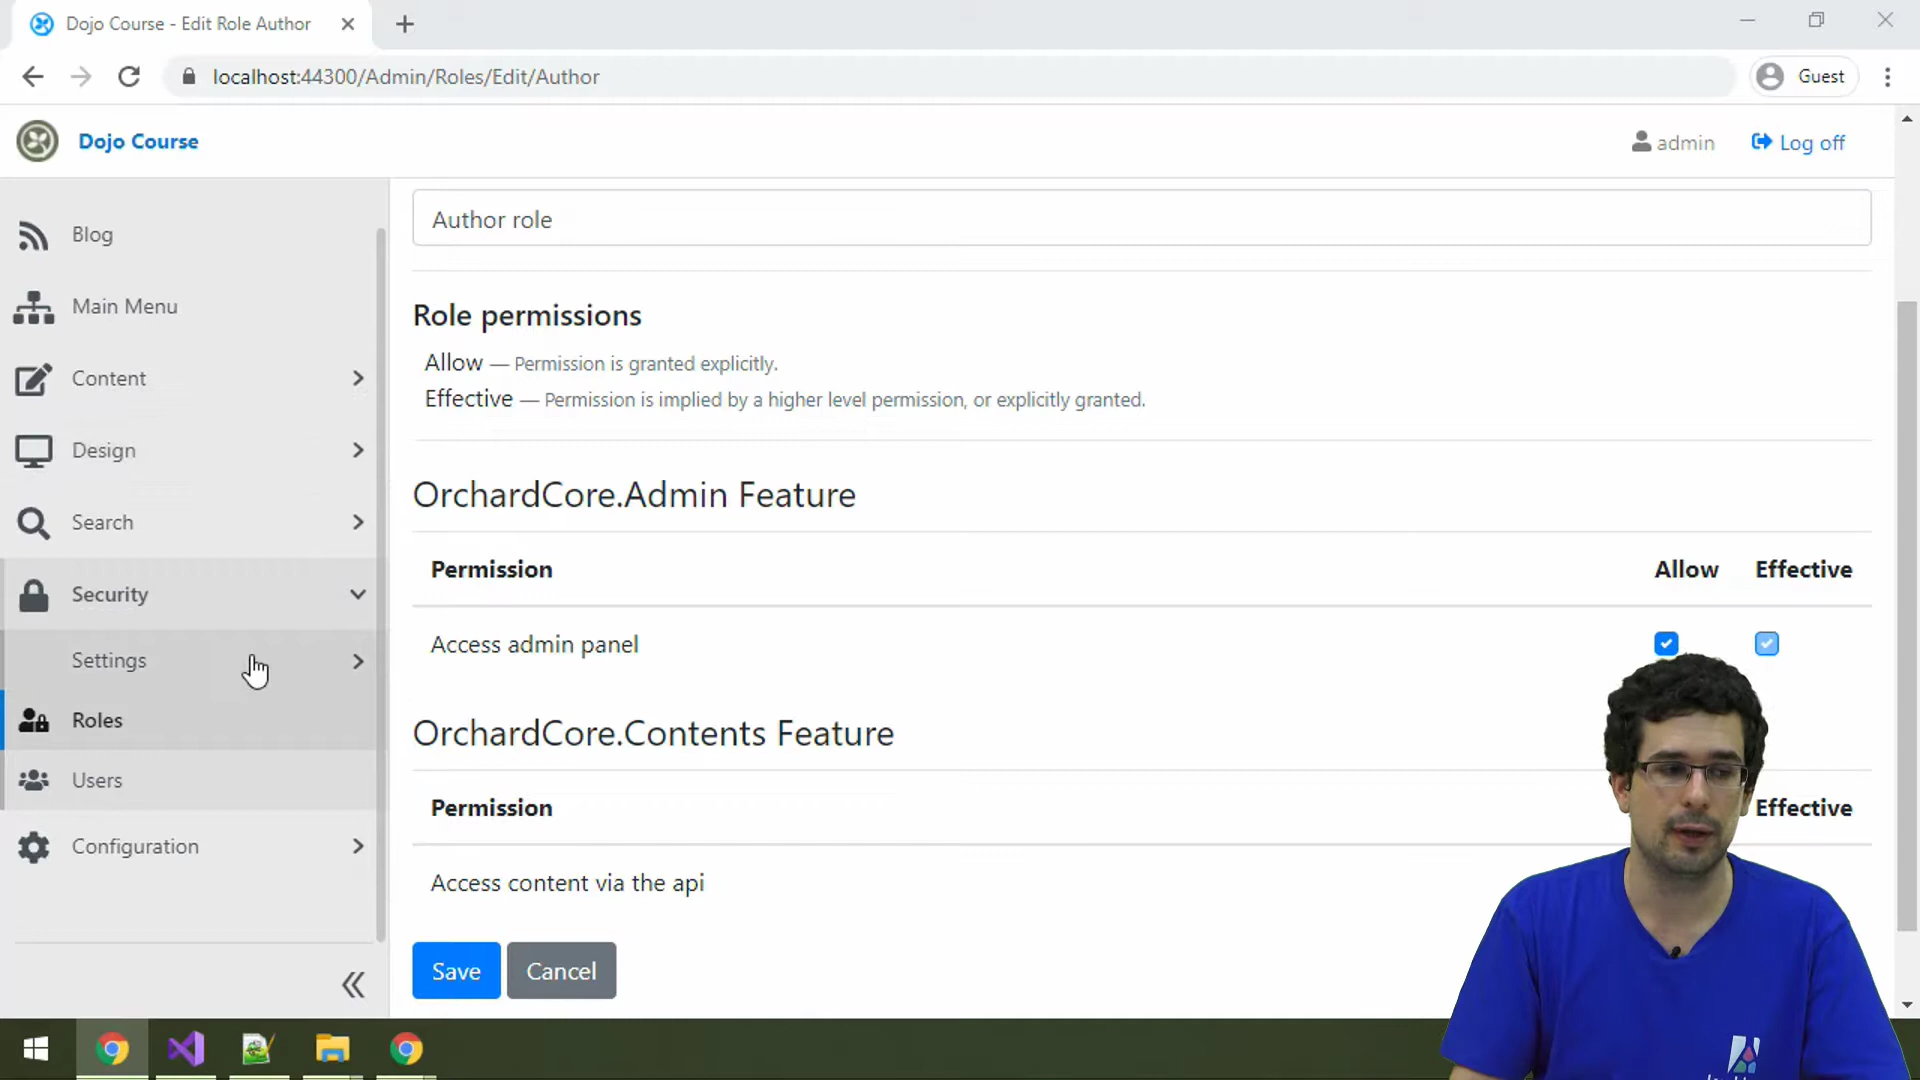 Dojo Course - Edit Role Author
localhost:44300/Admin/Roles/Edit/Author
Guest
Dojo Course
admin
Log off
Blog
Main Menu
Content
Design
Search
Security
Settings
Roles
Users
Configuration
Author role
Role permissions
Allow — Permission is granted explicitly.
Effective — Permission is implied by a higher level permission, or explicitly granted.
OrchardCore.Admin Feature
Permission Allow Effective
Access admin panel
OrchardCore.Contents Feature
Permission Effective
Access content via the api
Save Cancel